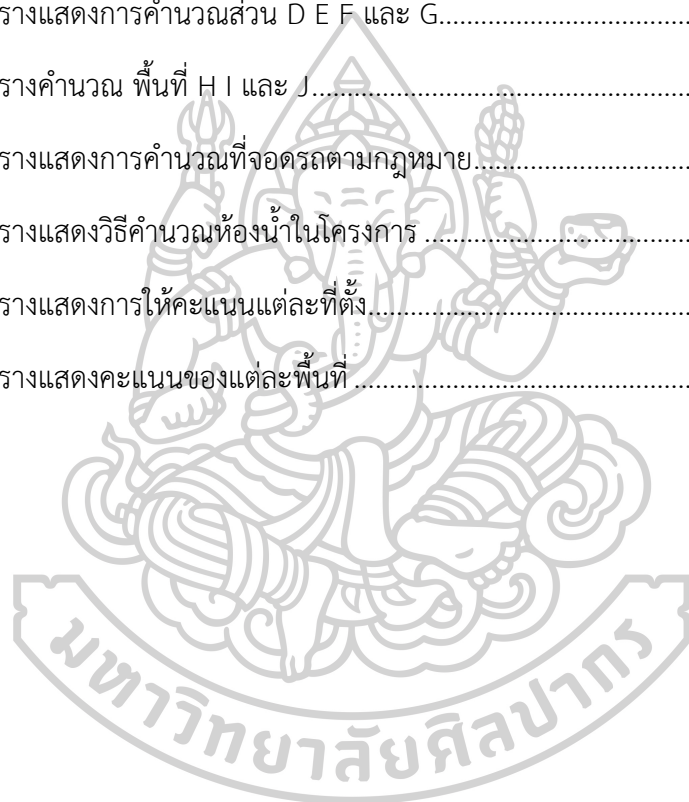 รางแสดงการคำนวณส่วน D E F และ G
รางคำนวณ พื้นที่ H I และ J
รางแสดงการคำนวณที่จอดรถตามกฎหมาย
รางแสดงวิธีคำนวณห้องน้ำในโครงการ
รางแสดงการให้คะแนนแต่ละที่ตั้ง
รางแสดงคะแนนของแต่ละพื้นที่
มหาวิทยาลัยศิลปากร